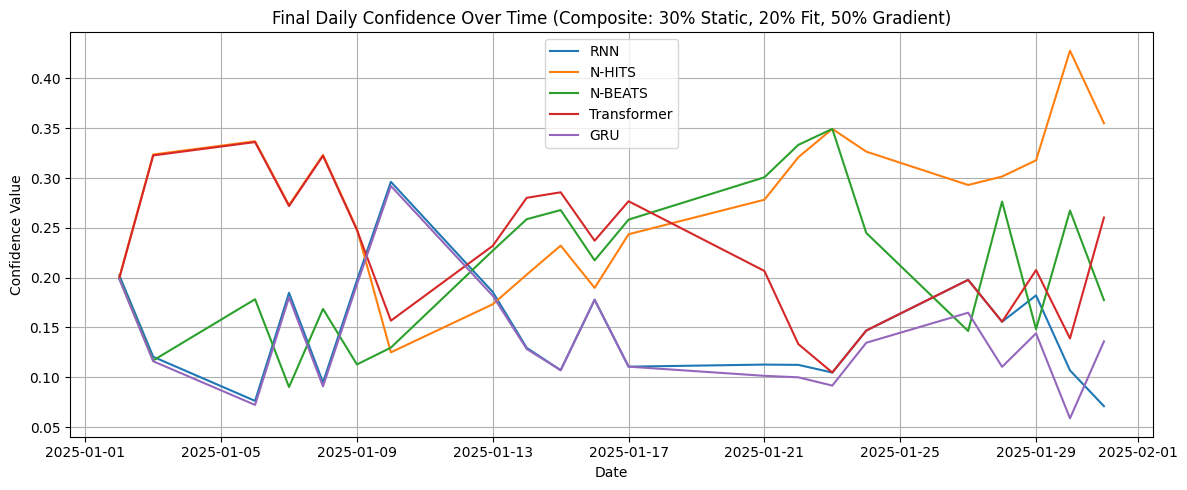 Final Daily Confidence Over Time (Composite: 30% Static, 20% Fit, 50% Gradient)
RNN
N-HITS
N-BEATS
Transformer
GRU
Confidence Value
0.40
0.35
0.30
0.25
0.20
0.15
0.10
0.05
2025-01-01 2025-01-05 2025-01-09 2025-01-13 2025-01-17 2025-01-21 2025-01-25 2025-01-29 2025-02-01
Date